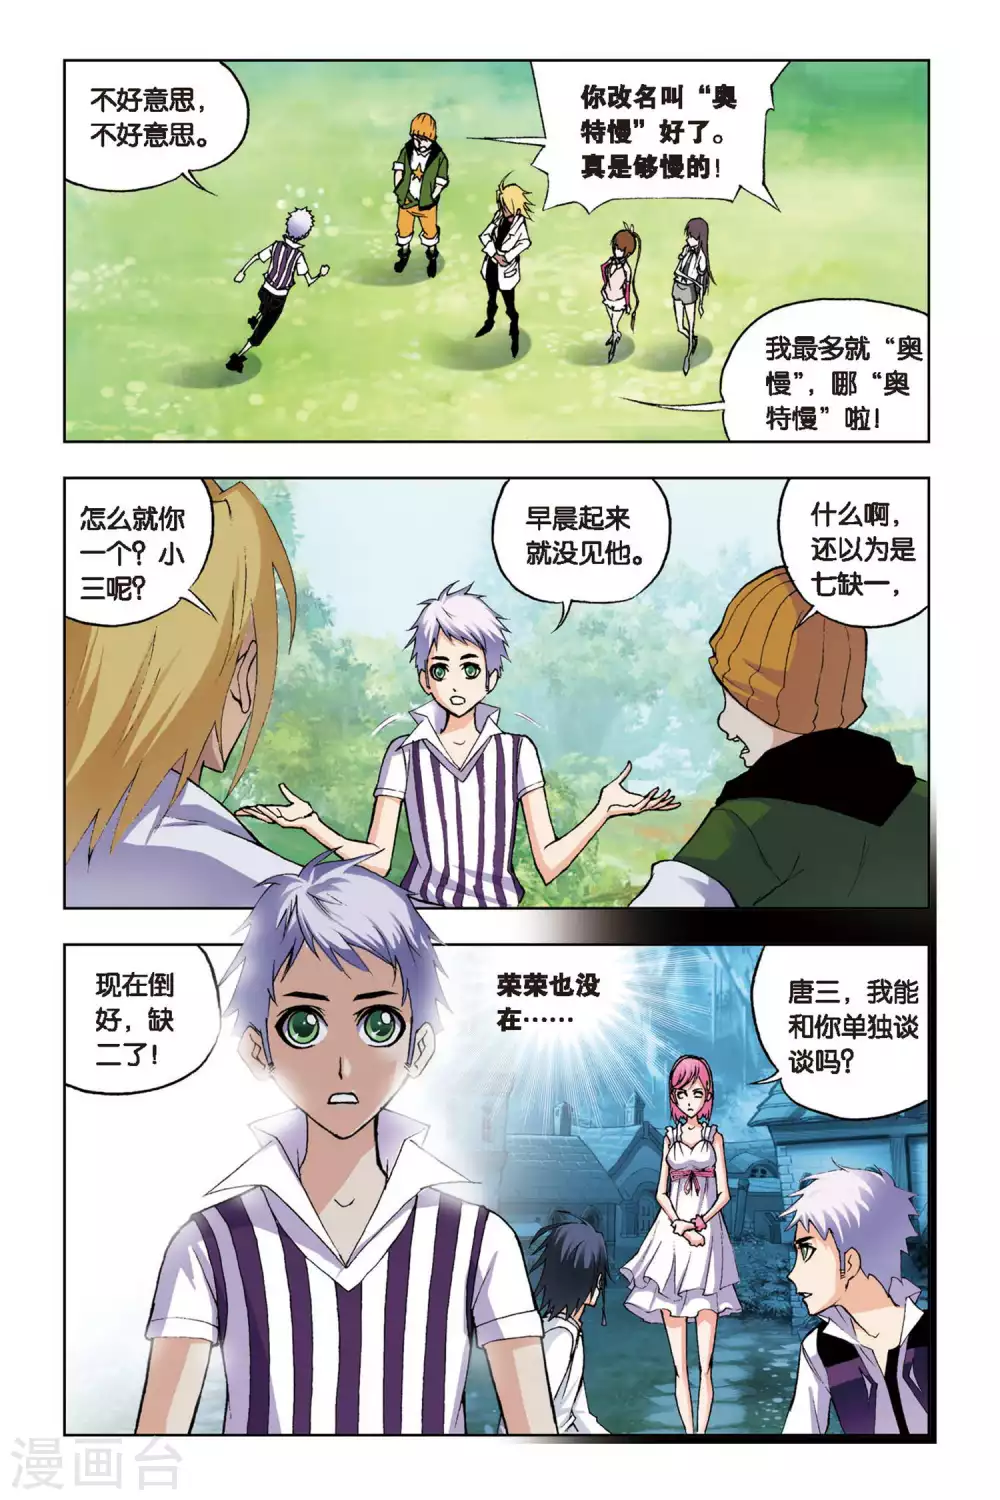 不好意思，
不好意思。
你改名叫“奥
特慢”好了。
真是够慢的！
我最多就“奥
慢”，哪“奥
特慢”啦！
怎么就你
一个？小
三呢？
早晨起来
就没见他。
什么啊，
还以为是
七缺一，
现在倒
好，缺
二了！
荣荣也没
在……
唐三，我能
和你单独谈
谈吗？
漫画台